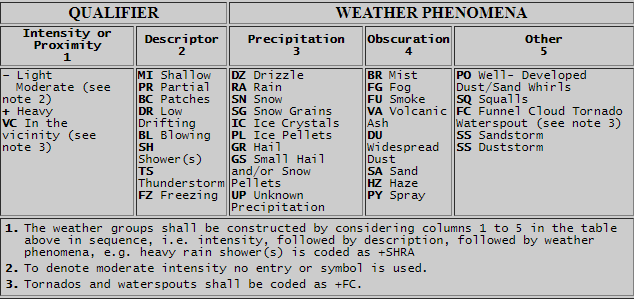 QUALIFIER
WEATHER PHENOMENA
Intensity or
Proximity
1
Descriptor
2
Precipitation
3
Obscuration
4
Other
5
- Light
Moderate (see
note 2)
+ Heavy
VC In the
vicinity (see
note 3)
MI Shallow
PR Partial
BC Patches
DR Low
Drifting
BL Blowing
SH
Shower(s)
TS
Thunderstorm
FZ Freezing
DZ Drizzle
RA Rain
SN Snow
SG Snow Grains
IC Ice Crystals
PL Ice Pellets
GR Hail
GS Small Hail
and/or Snow
Pellets
UP Unknown
Precipitation
BR Mist
FG Fog
FU Smoke
VA Volcanic
Ash
DU
Widespread
Dust
SA Sand
HZ Haze
PY Spray
PO Well- Developed
Dust/Sand Whirls
SQ Squalls
FC Funnel Cloud Tornado
Waterspout (see note 3)
SS Sandstorm
SS Duststorm
1. The weather groups shall be constructed by considering columns 1 to 5 in the table
above in sequence, i.e. intensity, followed by description, followed by weather
phenomena, e.g. heavy rain shower(s) is coded as +SHRA
2. To denote moderate intensity no entry or symbol is used.
3. Tornados and waterspouts shall be coded as +FC.